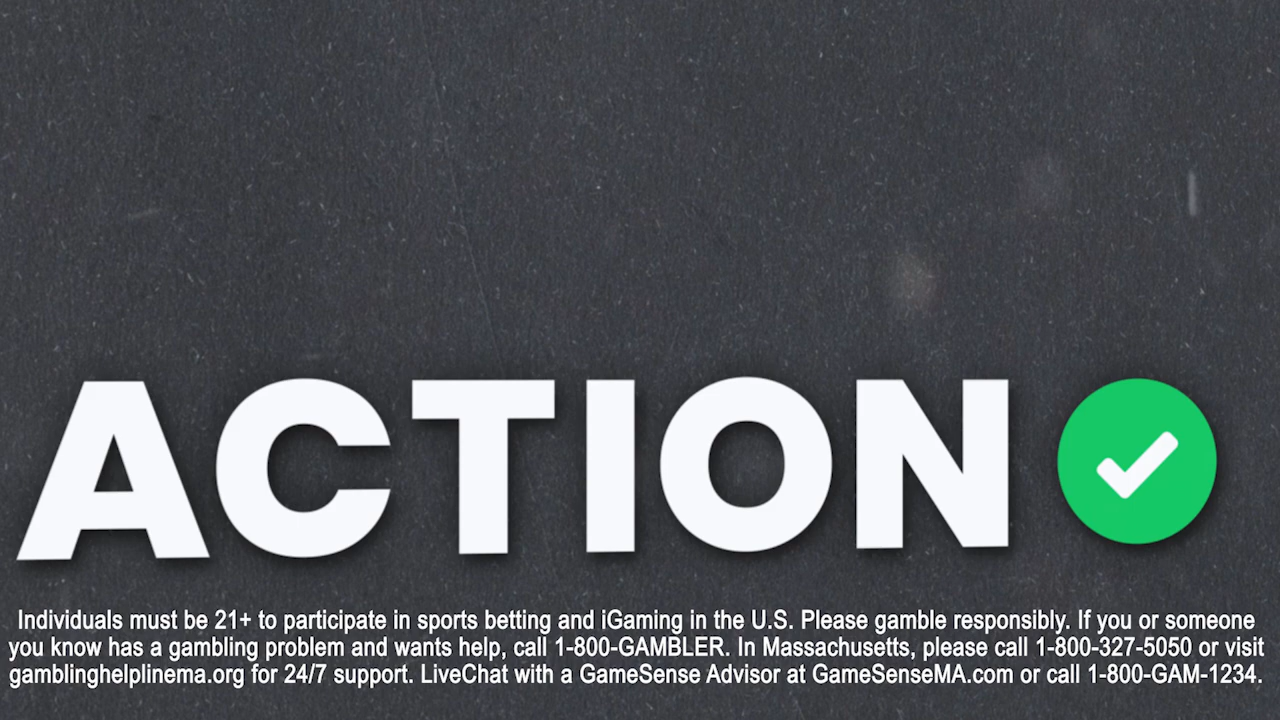 ACTION
Individuals must be 21+ to participate in sports betting and iGaming in the U.S. Please gamble responsibly. If you or someone
you know has a gambling problem and wants help, call 1-800-GAMBLER. In Massachusetts, please call 1-800-327-5050 or visit
gamblinghelplinema.org for 24/7 support. LiveChat with a GameSense Advisor at GameSenseMA.com or call 1-800-GAM-1234.